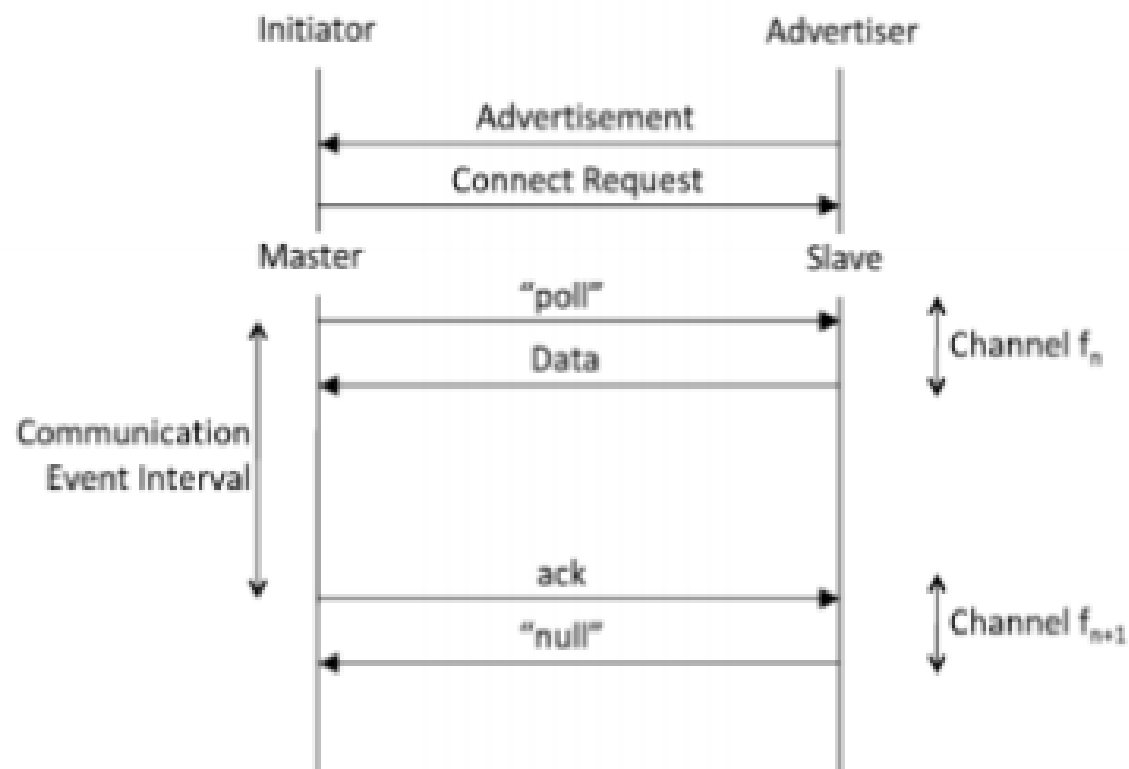 Initiator
Advertiser
Advertisement
Connect Request
Master
Slave
“poll”
Channel fn
Data
Communication
Event Interval
ack
Channel fn+1
“null”